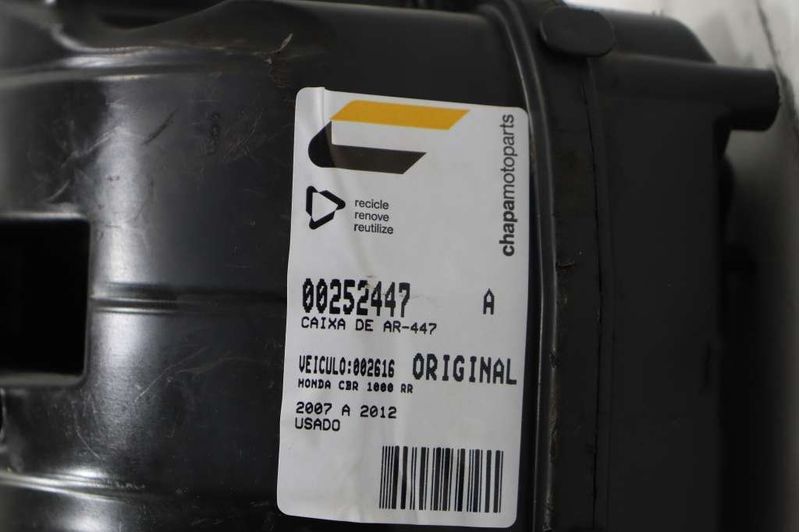 chapamotoparts
recicle
renove
reutilize
00252447 A
CAIXA DE AR-447
VEICULO:002616 ORIGINAL
HONDA CBR 1000 RR
2007 A 2012
USADO